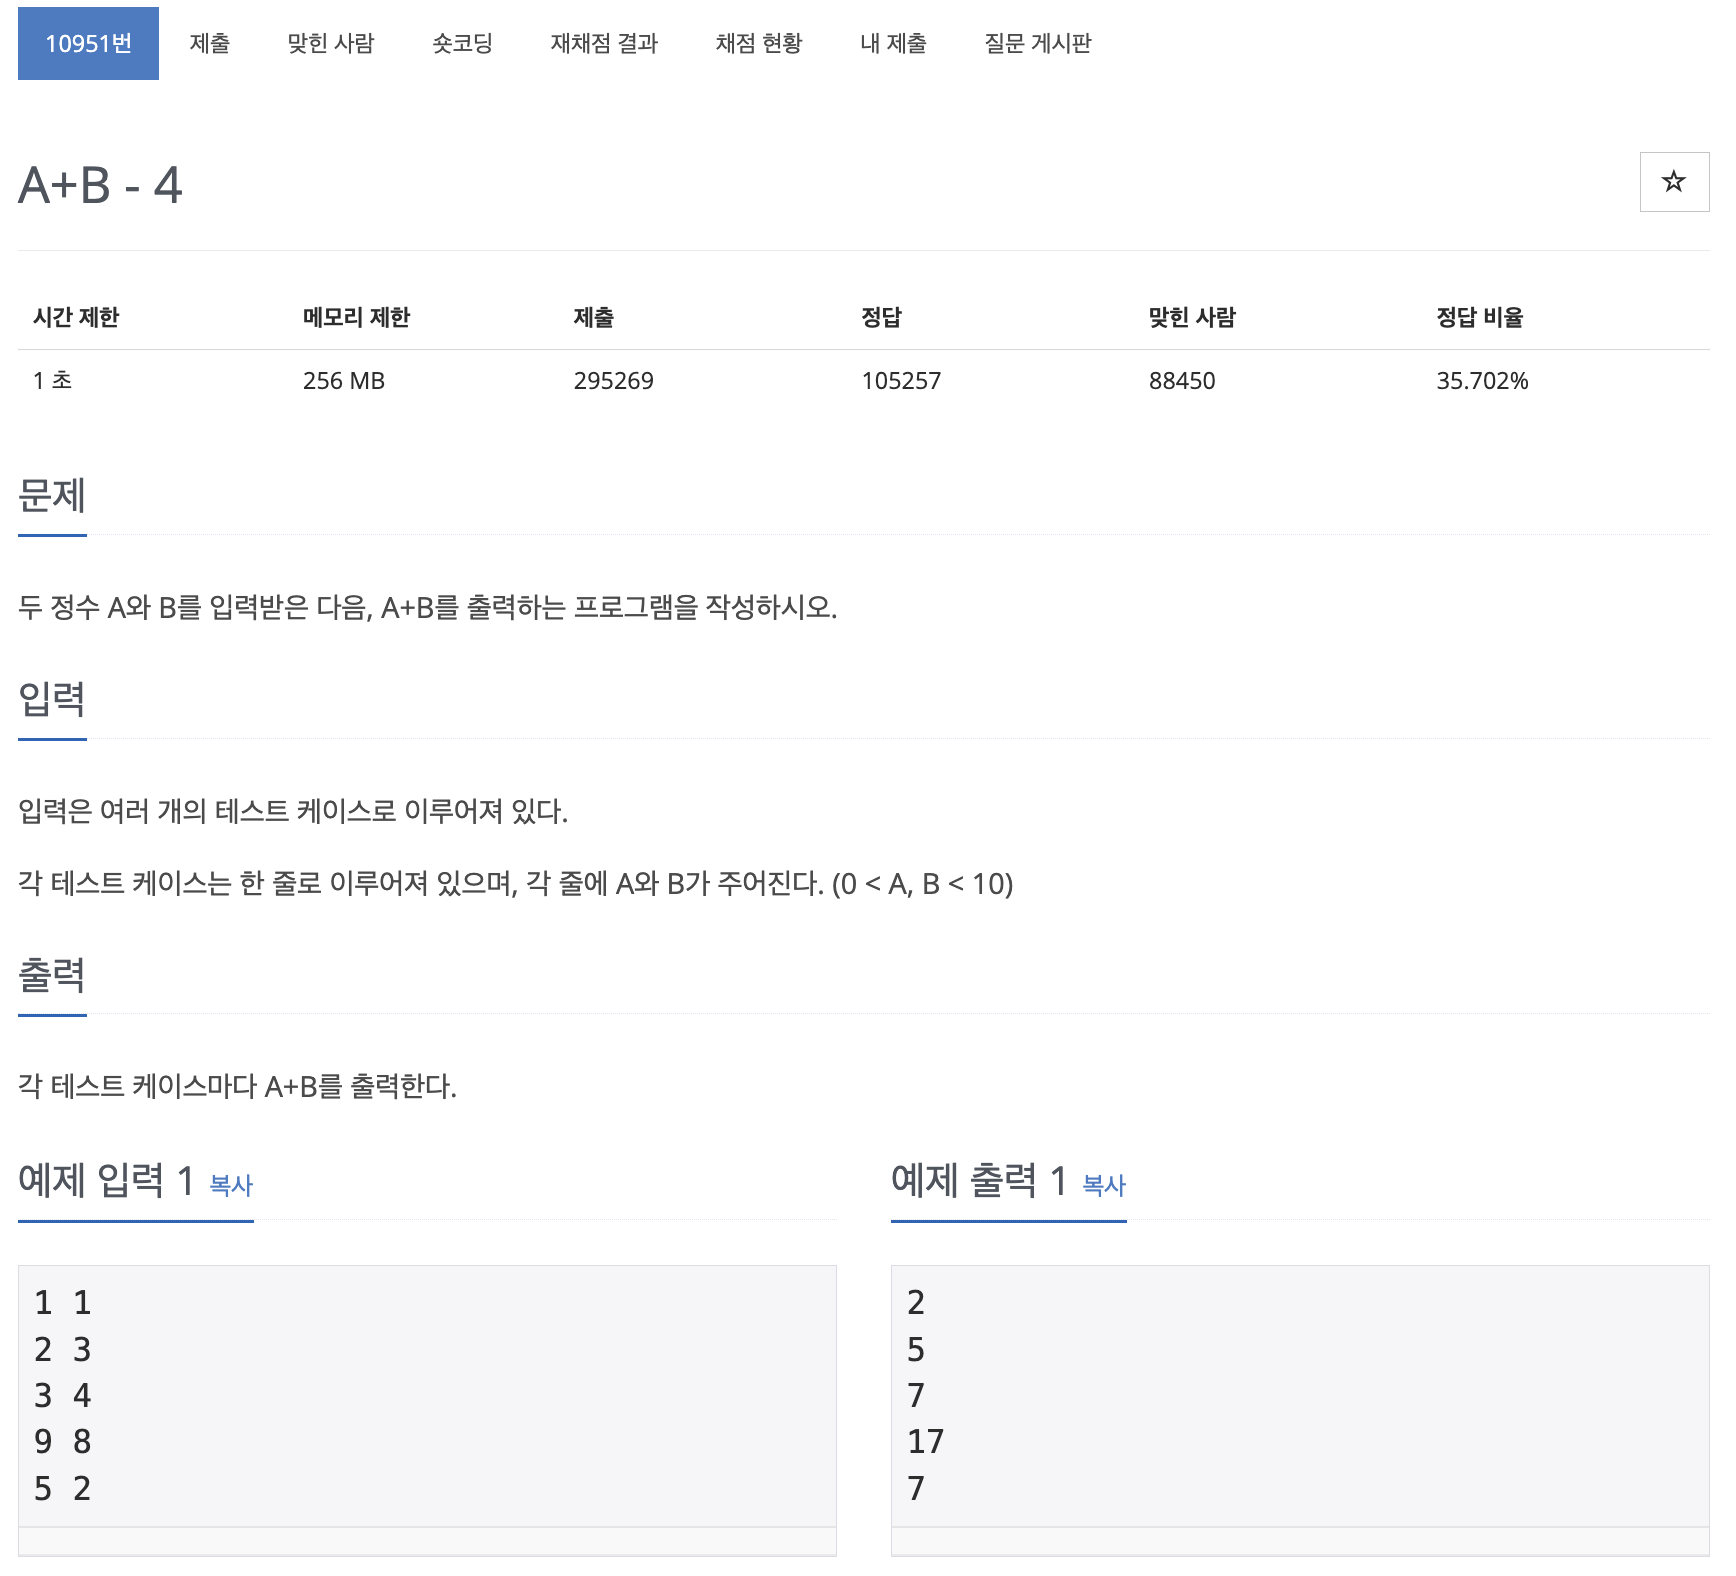 10951번 제출 맞힌 사람 숏코딩 재채점 결과 채점 현황 내 제출 질문 게시판
A+B - 4
☆
시간 제한 메모리 제한 제출 정답 맞힌 사람 정답 비율
1 초 256 MB 295269 105257 88450 35.702%
문제
두 정수 A와 B를 입력받은 다음, A+B를 출력하는 프로그램을 작성하시오.
입력
입력은 여러 개의 테스트 케이스로 이루어져 있다.
각 테스트 케이스는 한 줄로 이루어져 있으며, 각 줄에 A와 B가 주어진다. (0 < A, B < 10)
출력
각 테스트 케이스마다 A+B를 출력한다.
예제 입력 1 복사
1 1
2 3
3 4
9 8
5 2
예제 출력 1 복사
2
5
7
17
7